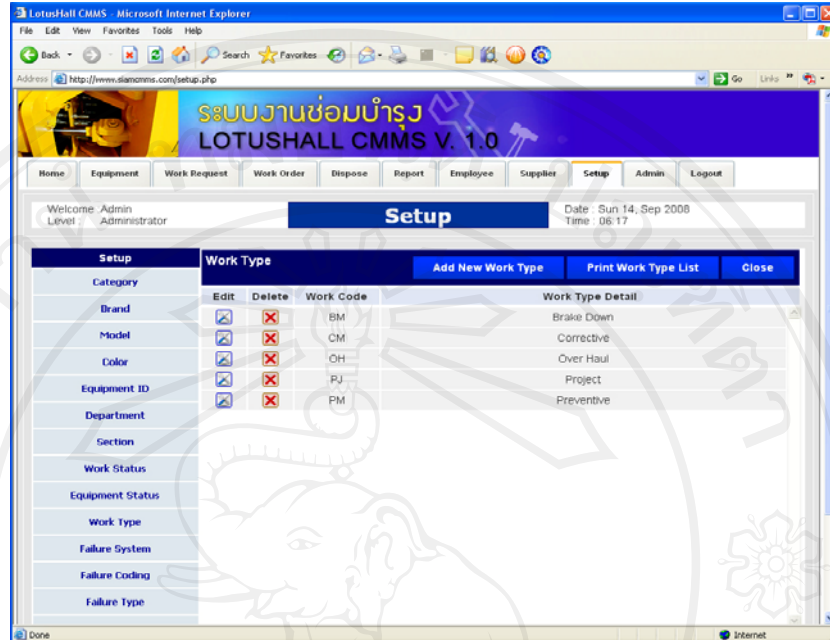 LotusHall CMMS - Microsoft Internet Explorer
File Edit View Favorites Tools Help
Back Search Favorites
Address http://www.siamcmms.com/setup.php Go Links
ระบบงานซ่อมบำรุง
LOTUSHALL CMMS V. 1.0
Home Equipment Work Request Work Order Dispose Report Employee Supplier Setup Admin Logout
Welcome : Admin
Level : Administrator
Setup
Date : Sun 14, Sep 2008
Time : 06:17
Setup
Category
Brand
Model
Color
Equipment ID
Department
Section
Work Status
Equipment Status
Work Type
Failure System
Failure Coding
Failure Type
Work Type Add New Work Type Print Work Type List Close
Edit Delete Work Code Work Type Detail
BM Brake Down
CM Corrective
OH Over Haul
PJ Project
PM Preventive
Done Internet